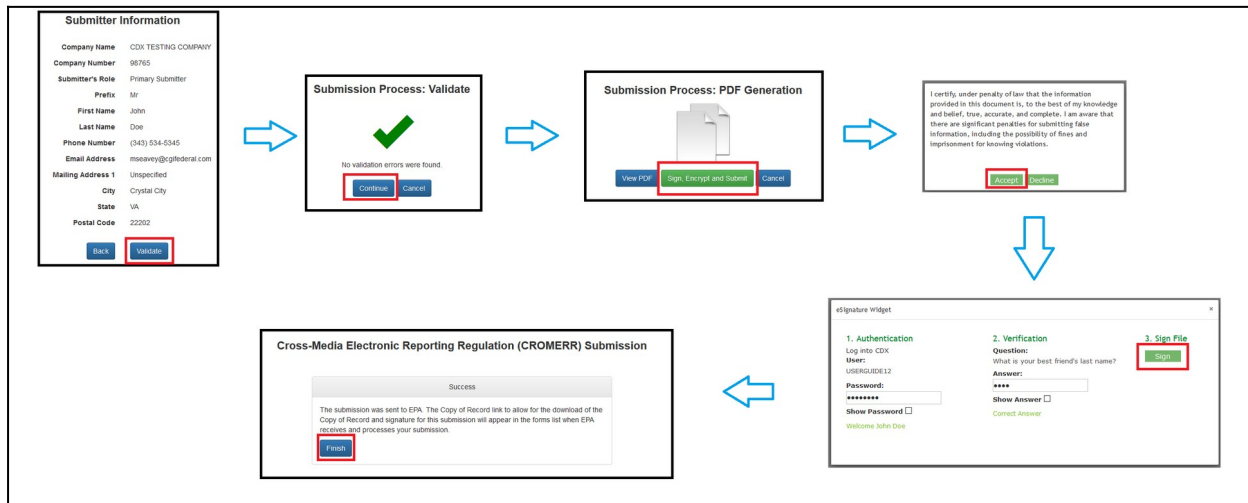 Submitter Information
Company Name CDX TESTING COMPANY
Company Number 98765
Submitter's Role Primary Submitter
Prefix Mr
First Name John
Last Name Doe
Phone Number (343) 534-5345
Email Address mseavey@cgifederal.com
Mailing Address 1 Unspecified
City Crystal City
State VA
Postal Code 22202
Back Validate
Submission Process: Validate
No validation errors were found.
Continue Cancel
Submission Process: PDF Generation
View PDF Sign, Encrypt and Submit Cancel
I certify, under penalty of law that the information
provided in this document is, to the best of my knowledge
and belief, true, accurate, and complete. I am aware that
there are significant penalties for submitting false
information, including the possibility of fines and
imprisonment for knowing violations.
Accept Decline
eSignature Widget ×
1. Authentication
Log into CDX
User:
USERGUIDE12
Password:
••••••••
Show Password
Welcome John Doe
2. Verification
Question:
What is your best friend's last name?
Answer:
••••
Show Answer
Correct Answer
3. Sign File
Sign
Cross-Media Electronic Reporting Regulation (CROMERR) Submission
Success
The submission was sent to EPA. The Copy of Record link to allow for the download of the
Copy of Record and signature for this submission will appear in the forms list when EPA
receives and processes your submission.
Finish